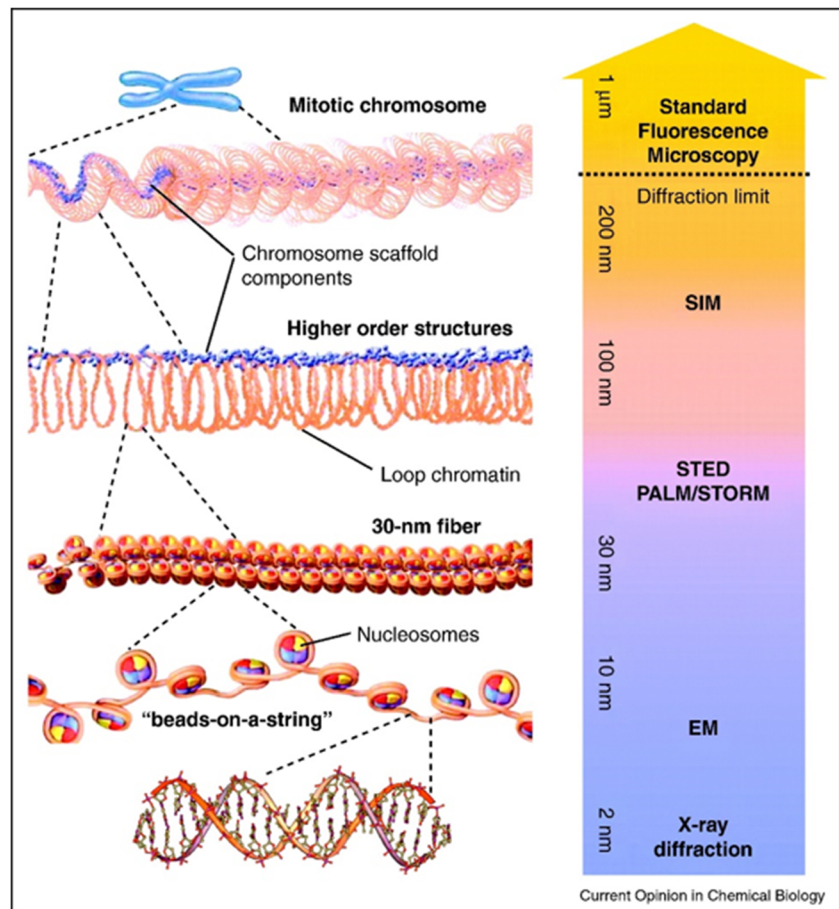 Mitotic chromosome
Chromosome scaffold
components
Higher order structures
Loop chromatin
30-nm fiber
Nucleosomes
“beads-on-a-string”
1 μm
Standard
Fluorescence
Microscopy
Diffraction limit
200 nm
SIM
100 nm
STED
PALM/STORM
30 nm
10 nm
EM
2 nm
X-ray
diffraction
Current Opinion in Chemical Biology